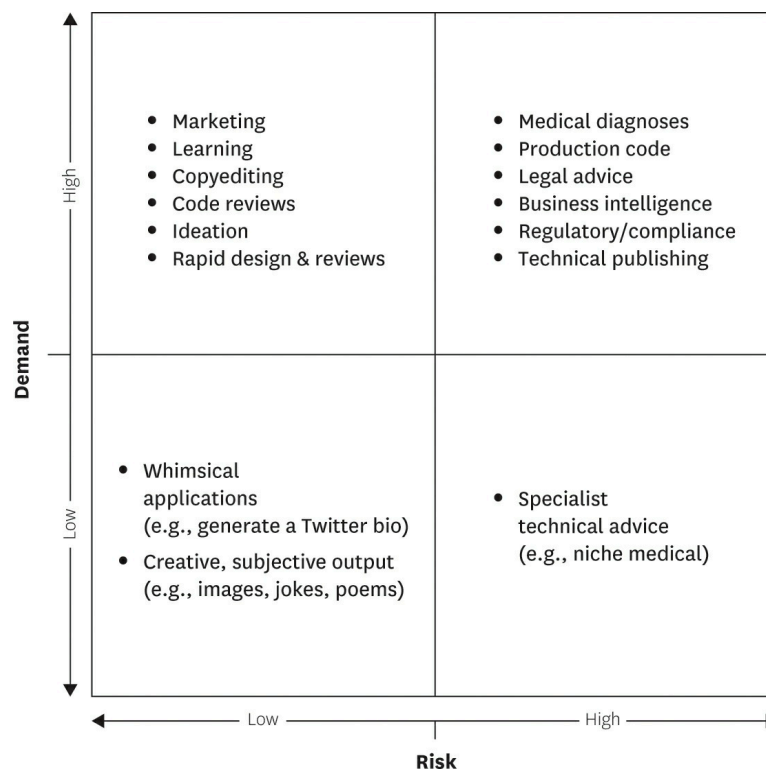 • Marketing
• Learning
• Copyediting
• Code reviews
• Ideation
• Rapid design & reviews
• Medical diagnoses
• Production code
• Legal advice
• Business intelligence
• Regulatory/compliance
• Technical publishing
High
Demand
Low
• Whimsical
applications
(e.g., generate a Twitter bio)
• Creative, subjective output
(e.g., images, jokes, poems)
• Specialist
technical advice
(e.g., niche medical)
Low
High
Risk